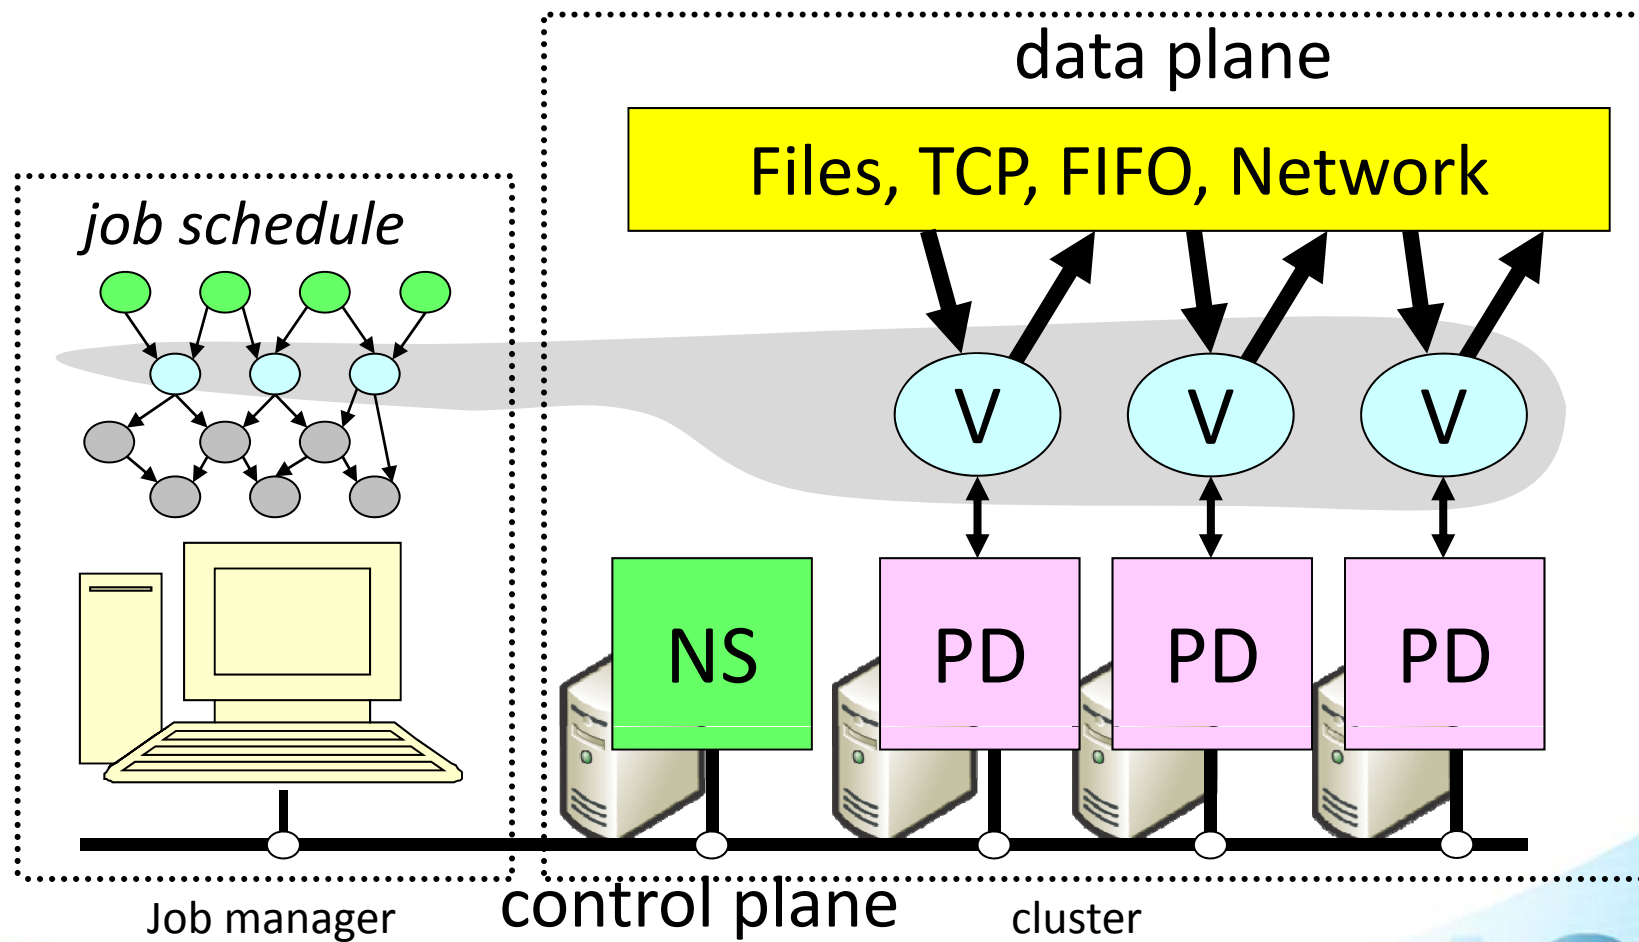 data plane
Files, TCP, FIFO, Network
job schedule
V V V
NS PD PD PD
control plane
Job manager cluster